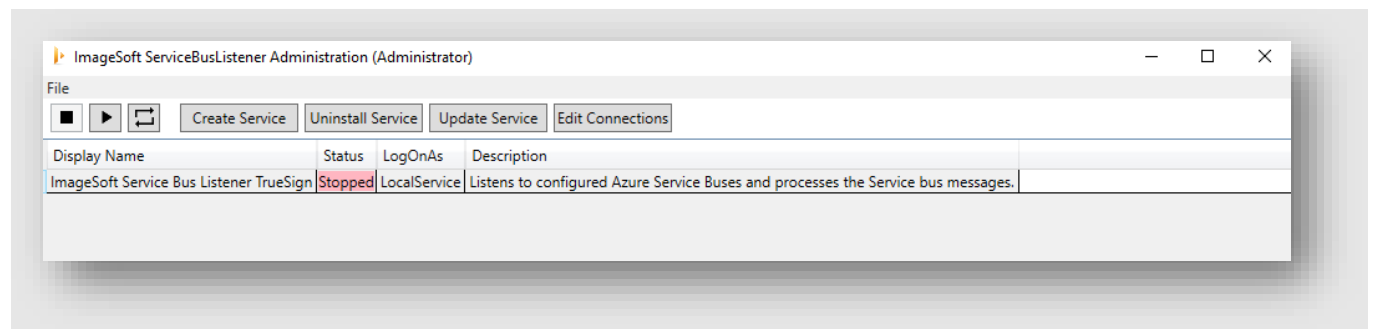 ImageSoft ServiceBusListener Administration (Administrator)
File
Create Service Uninstall Service Update Service Edit Connections
Display Name Status LogOnAs Description
ImageSoft Service Bus Listener TrueSign Stopped LocalService Listens to configured Azure Service Buses and processes the Service bus messages.